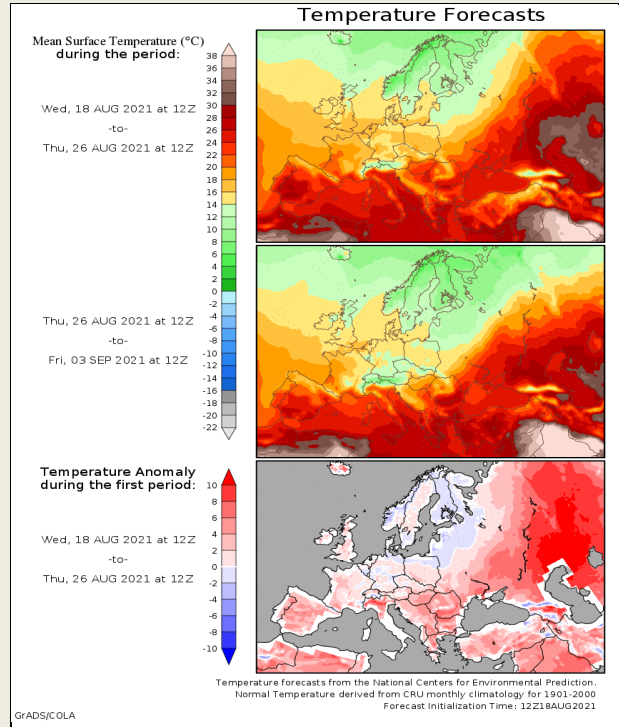 Temperature Forecasts
Mean Surface Temperature (°C)
during the period:
Wed, 18 AUG 2021 at 12Z
-to-
Thu, 26 AUG 2021 at 12Z
38
36
34
32
30
28
26
24
22
20
18
16
14
12
10
8
6
4
2
0
-2
-4
-6
-8
-10
-12
-14
-16
-18
-20
-22
Thu, 26 AUG 2021 at 12Z
-to-
Fri, 03 SEP 2021 at 12Z
Temperature Anomaly
during the first period:
Wed, 18 AUG 2021 at 12Z
-to-
Thu, 26 AUG 2021 at 12Z
10
8
6
4
2
0
-2
-4
-6
-8
-10
Temperature forecasts from the National Centers for Environmental Prediction.
Normal Temperature derived from CRU monthly climatology for 1901-2000
Forecast Initialization Time: 12Z18AUG2021
GrADS/COLA